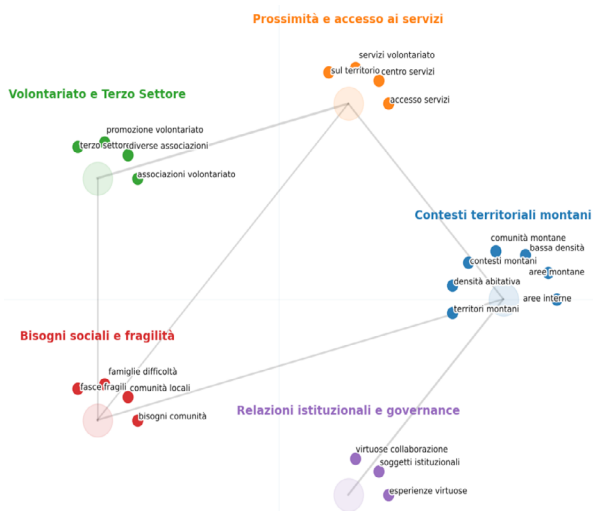 Prossimità e accesso ai servizi
servizi volontariato
sul territorio
centro servizi
accesso servizi
Volontariato e Terzo Settore
promozione volontariato
terzo settore
diverse associazioni
associazioni volontariato
Contesti territoriali montani
comunità montane
bassa densità
contesti montani
aree montane
densità abitativa
aree interne
territori montani
Bisogni sociali e fragilità
famiglie difficoltà
fasce fragili
comunità locali
bisogni comunità
Relazioni istituzionali e governance
virtuose collaborazione
soggetti istituzionali
esperienze virtuose